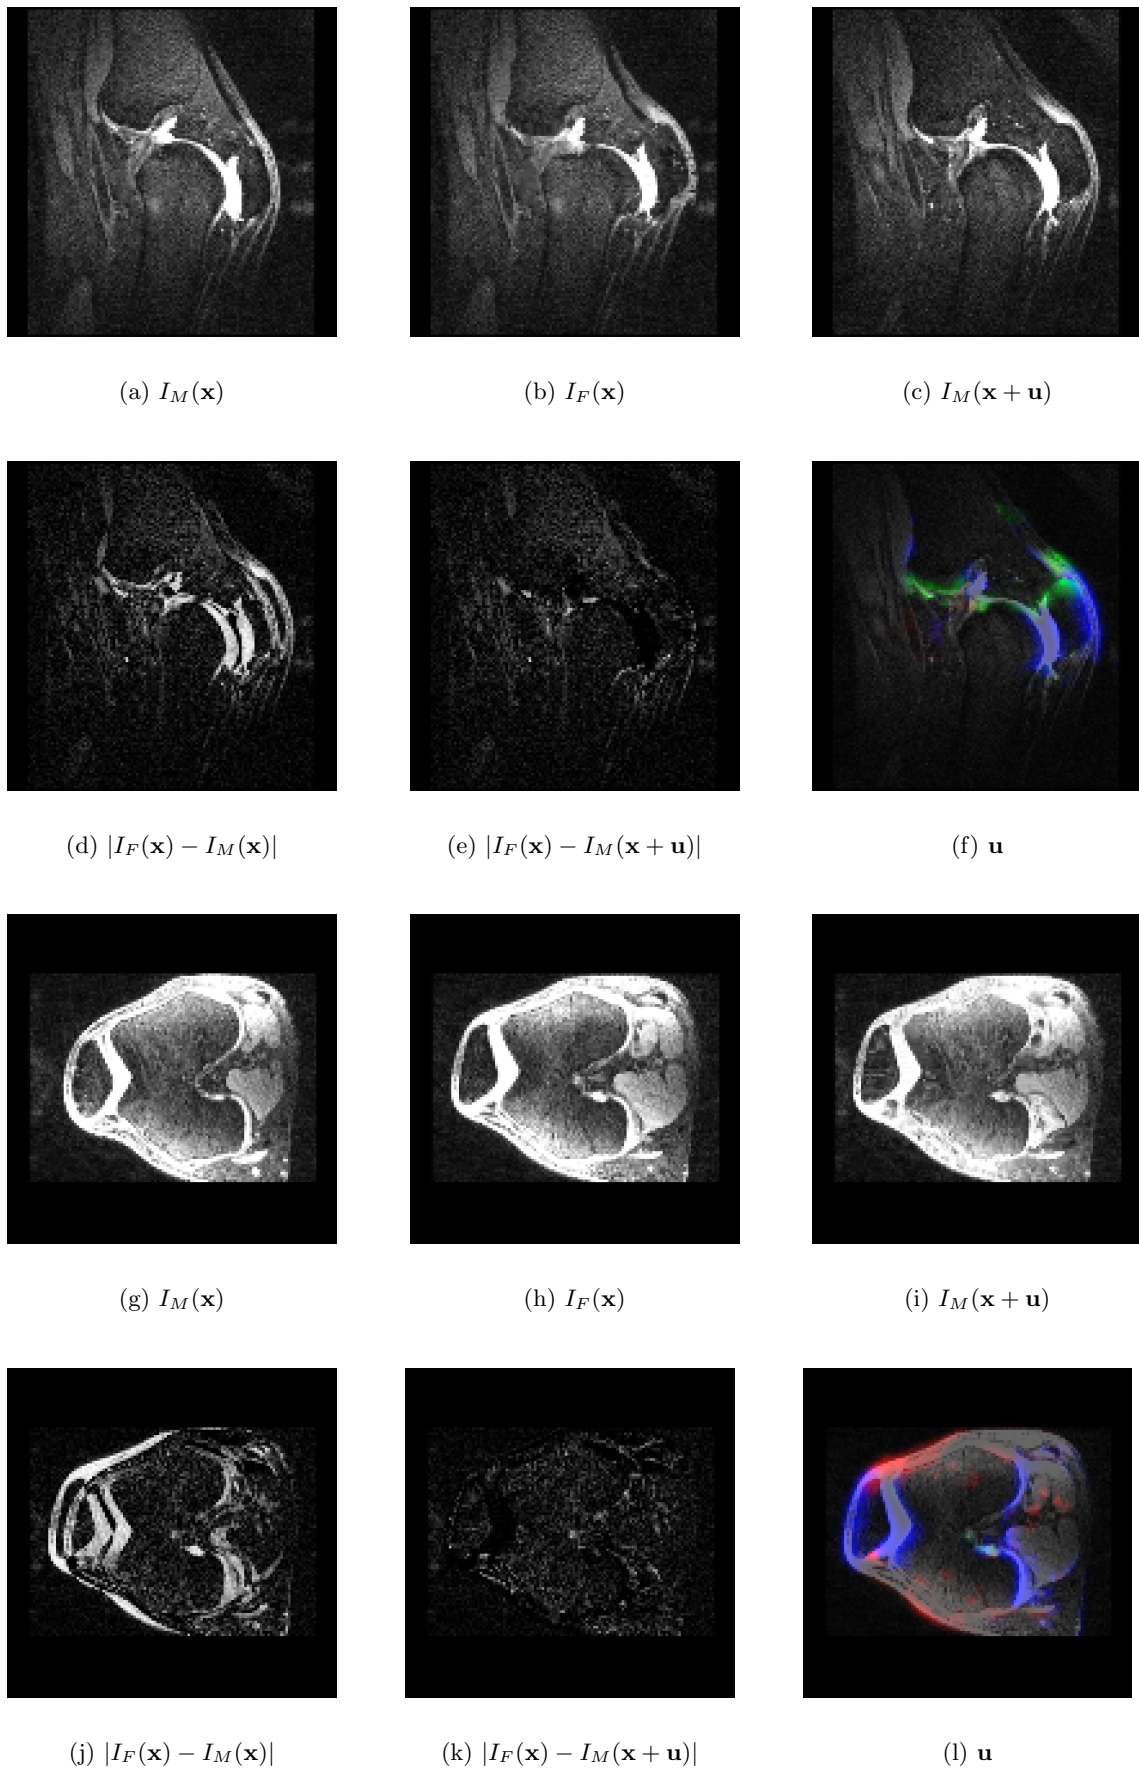 (a) I_M(x) (b) I_F(x) (c) I_M(x + u)
(d) |I_F(x) − I_M(x)| (e) |I_F(x) − I_M(x + u)| (f) u
(g) I_M(x) (h) I_F(x) (i) I_M(x + u)
(j) |I_F(x) − I_M(x)| (k) |I_F(x) − I_M(x + u)| (l) u